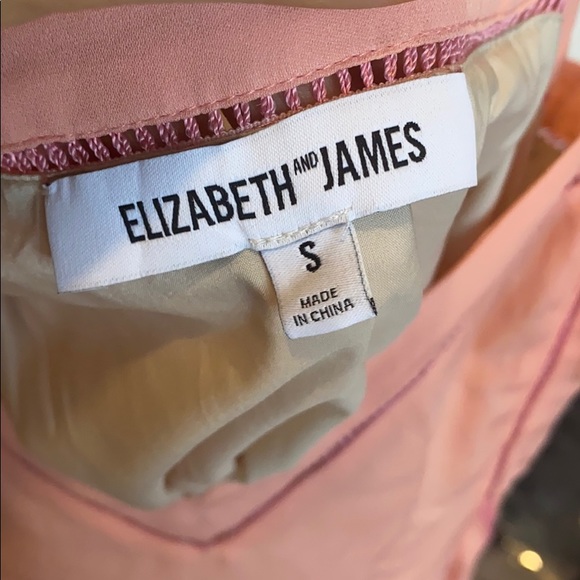 ELIZABETH AND JAMES
S
MADE
IN CHINA